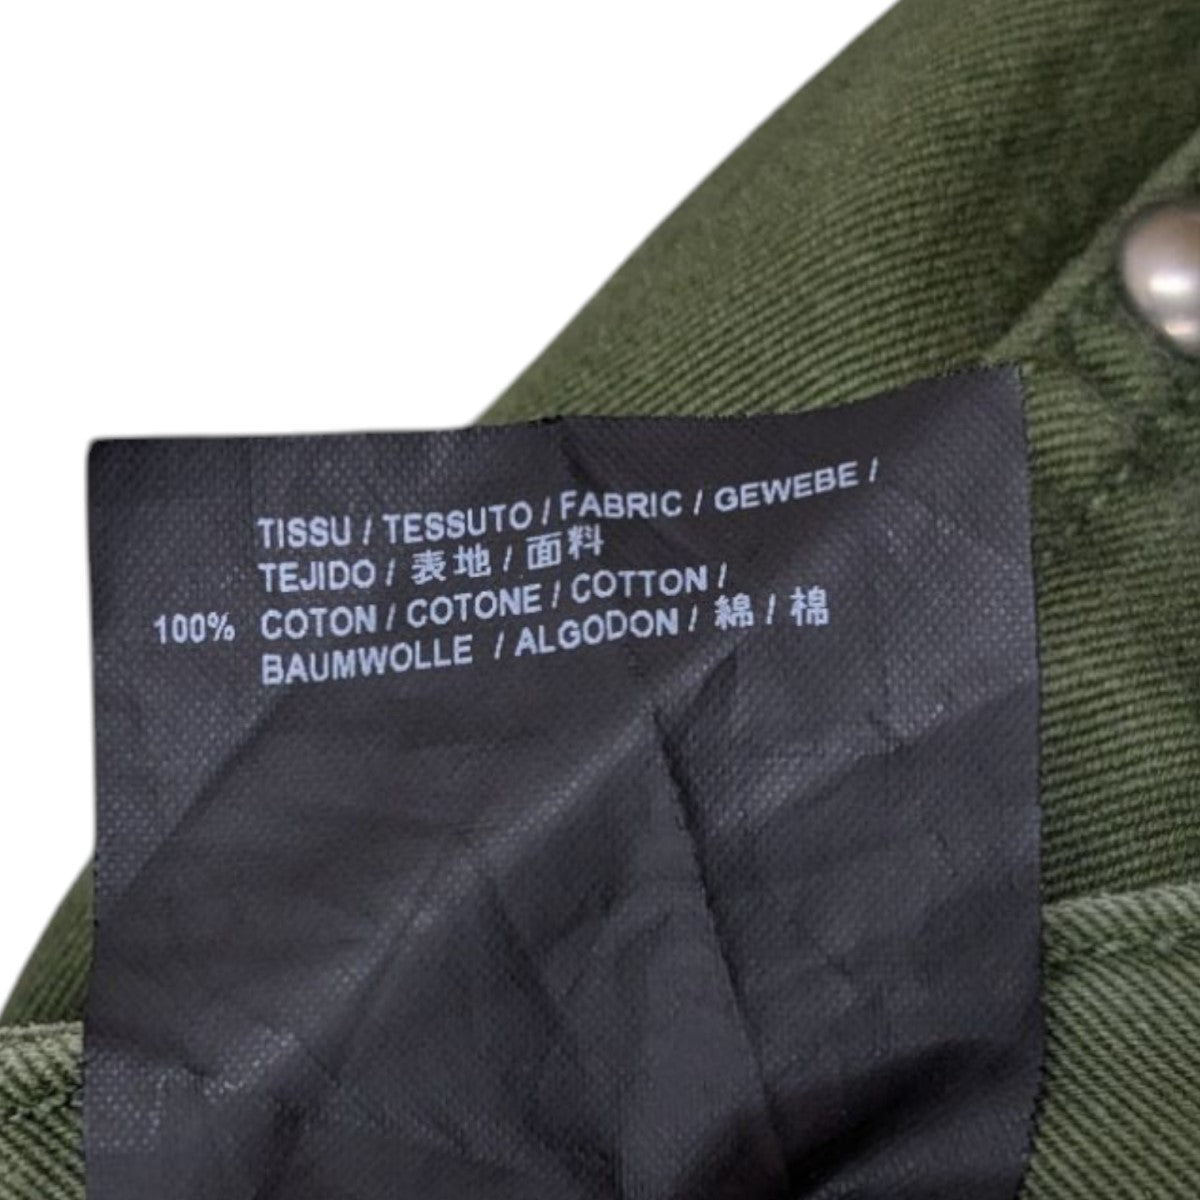 TISSU / TESSUTO / FABRIC / GEWEBE /
TEJIDO / 表地 / 面料
100% COTON / COTONE / COTTON /
BAUMWOLLE / ALGODON / 綿 / 棉